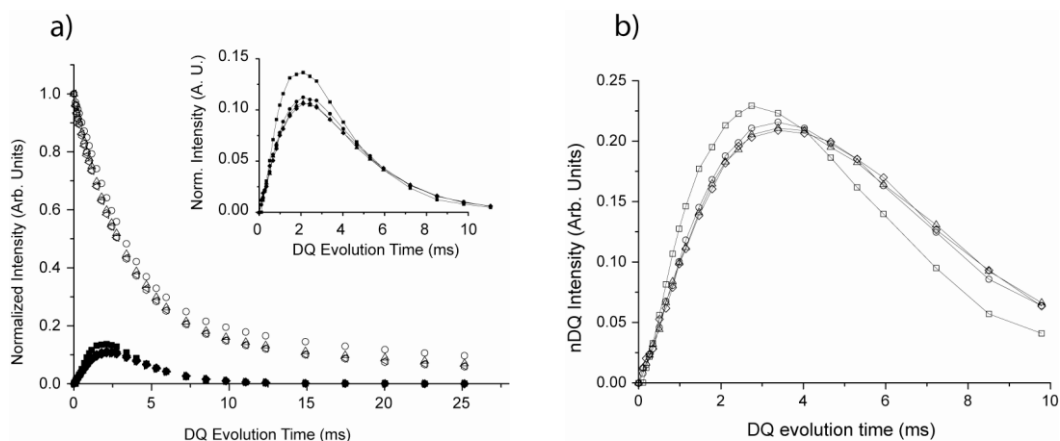 a)
Normalized Intensity (Arb. Units)
1.0
0.8
0.6
0.4
0.2
0.0
0 5 10 15 20 25
DQ Evolution Time (ms)
Norm. Intensity (A. U.)
0.15
0.10
0.05
0.00
0 2 4 6 8 10
DQ Evolution Time (ms)
b)
nDQ Intensity (Arb. Units)
0.25
0.20
0.15
0.10
0.05
0.00
0 2 4 6 8 10
DQ evolution time (ms)